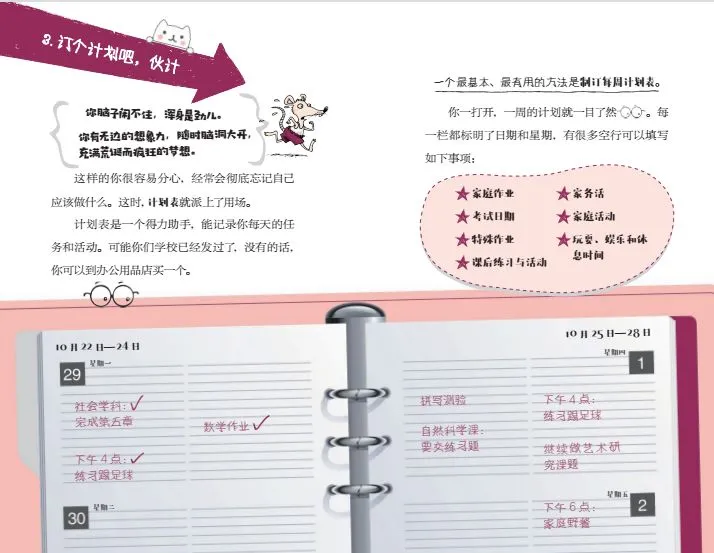 3. 订个计划吧，伙计
你脑子闲不住，浑身是劲儿。
你有无边的想象力，随时脑洞大开，
充满荒诞而疯狂的梦想。
这样的你很容易分心，经常会彻底忘记自己
应该做什么。这时，计划表就派上了用场。
计划表是一个得力助手，能记录你每天的任
务和活动。可能你们学校已经发过了，没有的话，
你可以到办公用品店买一个。
一个最基本、最有用的方法是制订每周计划表。
你一打开，一周的计划就一目了然。每
一栏都标明了日期和星期，有很多空行可以填写
如下事项：
家庭作业
考试日期
特殊作业
课后练习与活动
家务活
家庭活动
玩耍、娱乐和休
息时间
10月22日—24日
29
星期一
社会学科：
完成第五章
下午4点：
练习踢足球
数学作业
30
星期二
10月25日—28日
星期四
1
拼写测验
自然科学课：
要交练习题
下午4点：
练习踢足球
继续做艺术研
究课题
星期五
2
下午6点：
家庭野餐